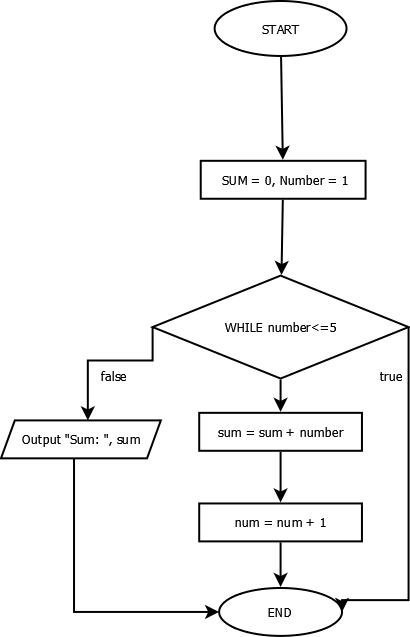 START
SUM = 0, Number = 1
WHILE number<=5
false
true
sum = sum + number
Output "Sum: ", sum
num = num + 1
END